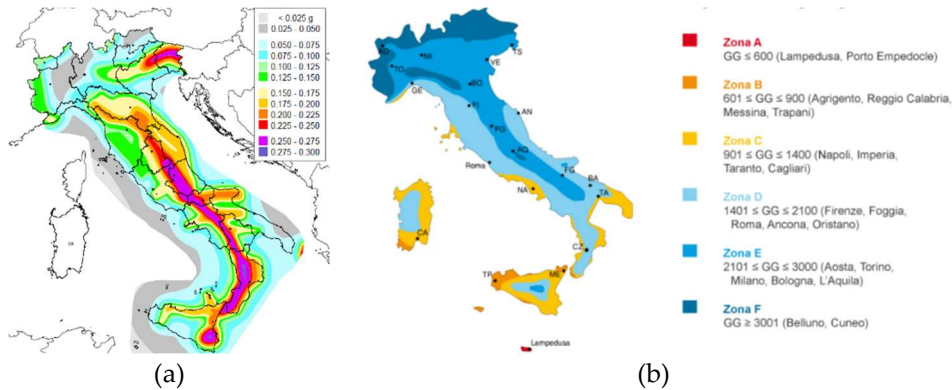 < 0.025 g
0.025 - 0.050
0.050 - 0.075
0.075 - 0.100
0.100 - 0.125
0.125 - 0.150
0.150 - 0.175
0.175 - 0.200
0.200 - 0.225
0.225 - 0.250
0.250 - 0.275
0.275 - 0.300
(a)
AO
MI
TS
TO
VE
GE
BO
FI
AN
PG
AQ
Roma
FG
BA
NA
TA
CA
CZ
TP
ME
Lampedusa
(b)
Zona A
GG ≤ 600 (Lampedusa, Porto Empedocle)
Zona B
601 ≤ GG ≤ 900 (Agrigento, Reggio Calabria,
Messina, Trapani)
Zona C
901 ≤ GG ≤ 1400 (Napoli, Imperia,
Taranto, Cagliari)
Zona D
1401 ≤ GG ≤ 2100 (Firenze, Foggia,
Roma, Ancona, Oristano)
Zona E
2101 ≤ GG ≤ 3000 (Aosta, Torino,
Milano, Bologna, L'Aquila)
Zona F
GG ≥ 3001 (Belluno, Cuneo)